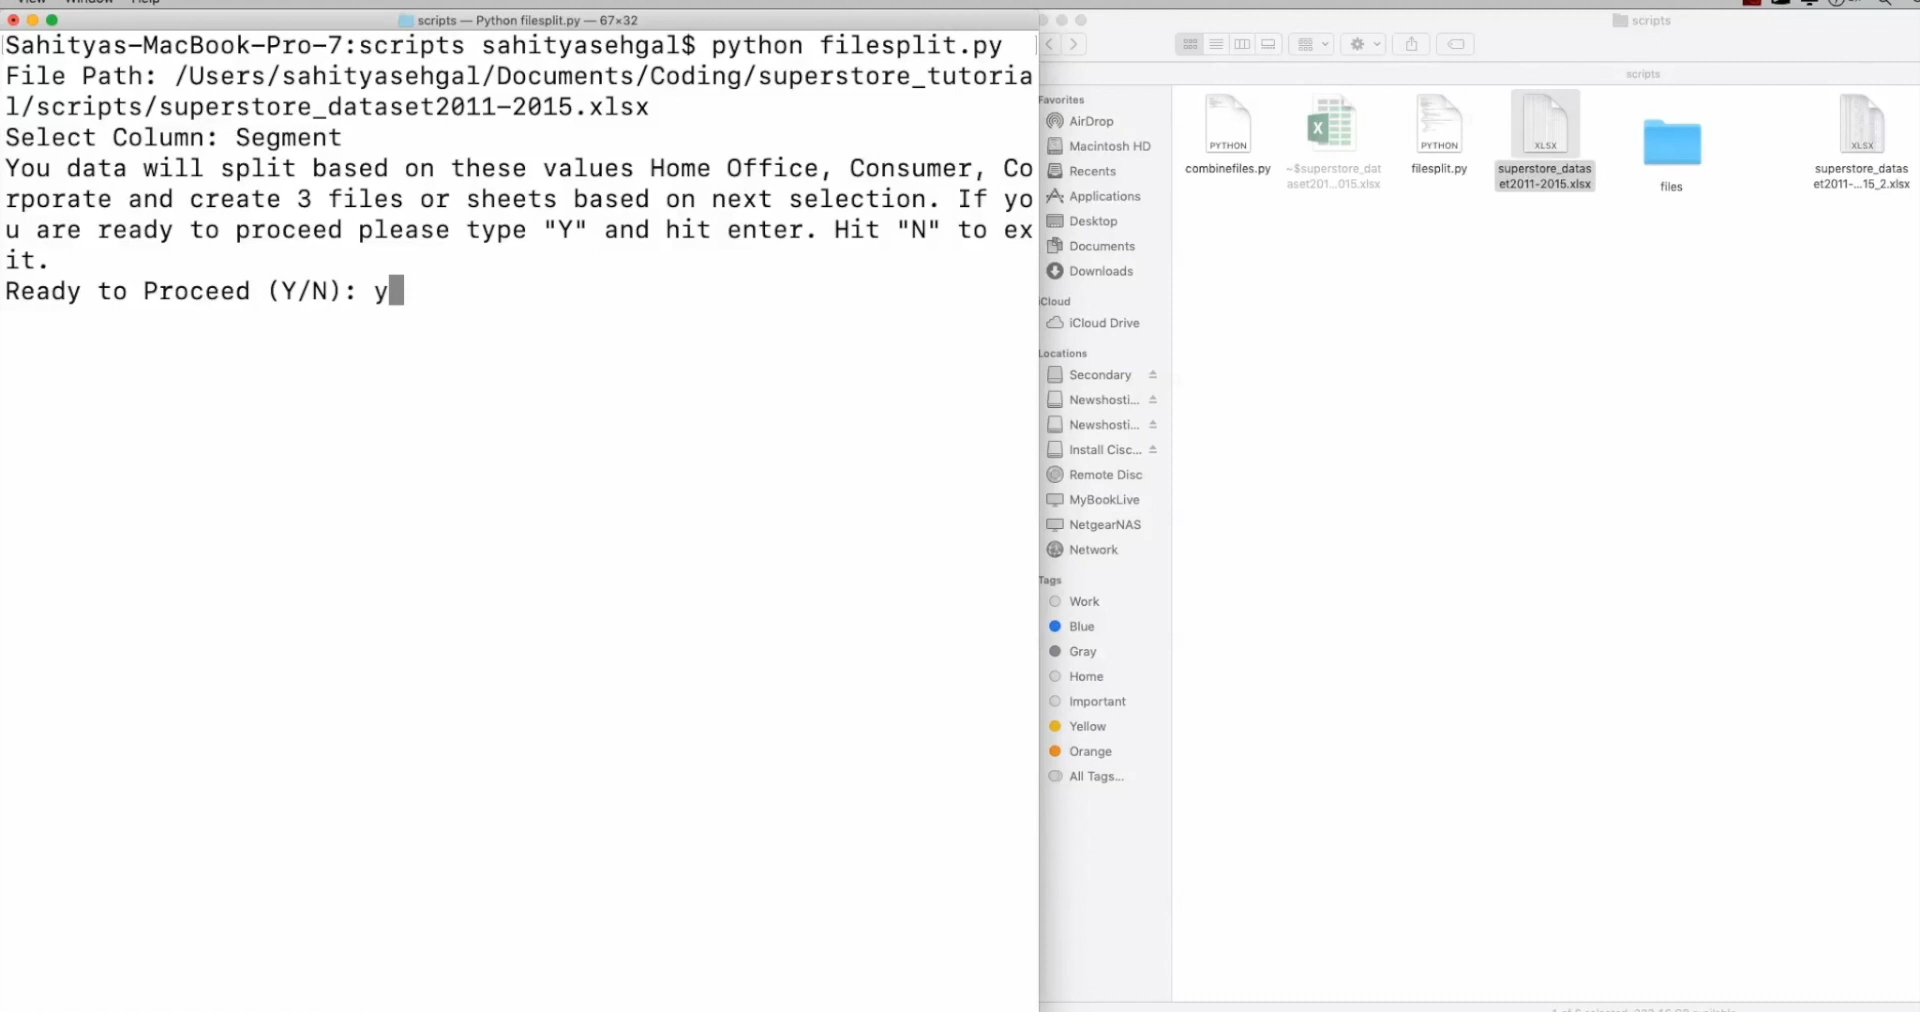 View Window Help
scripts — Python filesplit.py — 67×32
Sahityas-MacBook-Pro-7:scripts sahityasehgal$ python filesplit.py
File Path: /Users/sahityasehgal/Documents/Coding/superstore_tutoria
l/scripts/superstore_dataset2011-2015.xlsx
Select Column: Segment
You data will split based on these values Home Office, Consumer, Co
rporate and create 3 files or sheets based on next selection. If yo
u are ready to proceed please type "Y" and hit enter. Hit "N" to ex
it.
Ready to Proceed (Y/N): y
scripts
scripts
Favorites
AirDrop
Macintosh HD
Recents
Applications
Desktop
Documents
Downloads
iCloud
iCloud Drive
Locations
Secondary
Newshosti...
Newshosti...
Install Cisc...
Remote Disc
MyBookLive
NetgearNAS
Network
Tags
Work
Blue
Gray
Home
Important
Yellow
Orange
All Tags...
PYTHON
combinefiles.py
~$superstore_dat
aset201...015.xlsx
PYTHON
filesplit.py
XLSX
superstore_datas
et2011-2015.xlsx
files
XLSX
superstore_datas
et2011-...15_2.xlsx